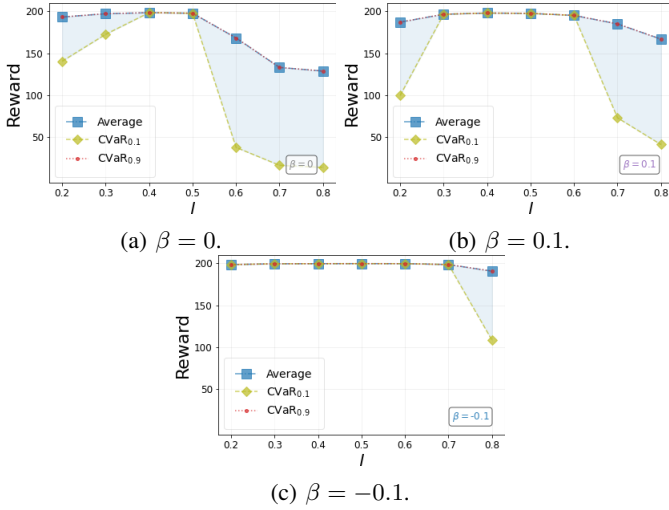 200
150
100
50
Reward
Average
CVaR0.1
CVaR0.9
β=0
0.2 0.3 0.4 0.5 0.6 0.7 0.8
l
(a) β = 0.
200
150
100
50
Reward
Average
CVaR0.1
CVaR0.9
β=0.1
0.2 0.3 0.4 0.5 0.6 0.7 0.8
l
(b) β = 0.1.
200
150
100
50
Reward
Average
CVaR0.1
CVaR0.9
β=-0.1
0.2 0.3 0.4 0.5 0.6 0.7 0.8
l
(c) β = −0.1.